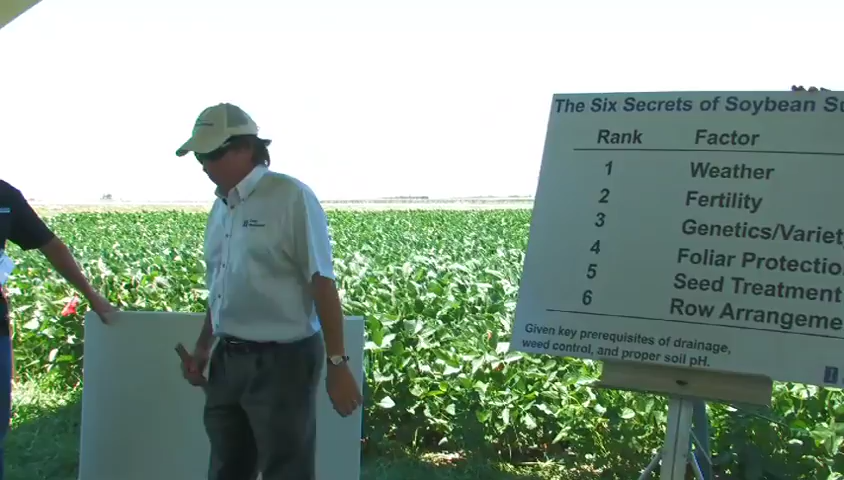 The Six Secrets of Soybean Su
Rank Factor
1 Weather
2 Fertility
3 Genetics/Variet
4 Foliar Protectio
5 Seed Treatment
6 Row Arrangeme
Given key prerequisites of drainage,
weed control, and proper soil pH.